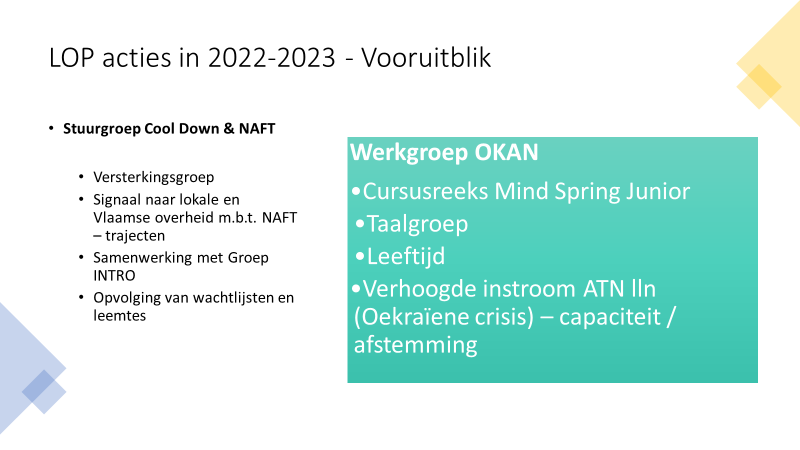 LOP acties in 2022-2023 - Vooruitblik
• Stuurgroep Cool Down & NAFT
• Versterkingsgroep
• Signaal naar lokale en
Vlaamse overheid m.b.t. NAFT
– trajecten
• Samenwerking met Groep
INTRO
• Opvolging van wachtlijsten en
leemtes
Werkgroep OKAN
•Cursusreeks Mind Spring Junior
•Taalgroep
•Leeftijd
•Verhoogde instroom ATN lln
(Oekraïene crisis) – capaciteit /
afstemming